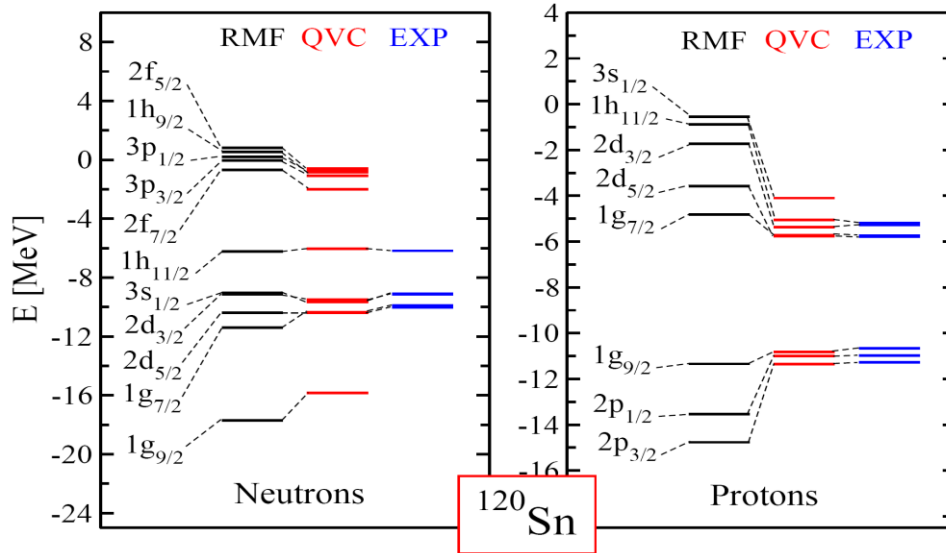 E [MeV]
8
4
0
-4
-8
-12
-16
-20
-24
RMF QVC EXP
2f5/2
1h9/2
3p1/2
3p3/2
2f7/2
1h11/2
3s1/2
2d3/2
2d5/2
1g7/2
1g9/2
Neutrons
4
2
0
-2
-4
-6
-8
-10
-12
-14
-16
RMF QVC EXP
3s1/2
1h11/2
2d3/2
2d5/2
1g7/2
1g9/2
2p1/2
2p3/2
Protons
120Sn